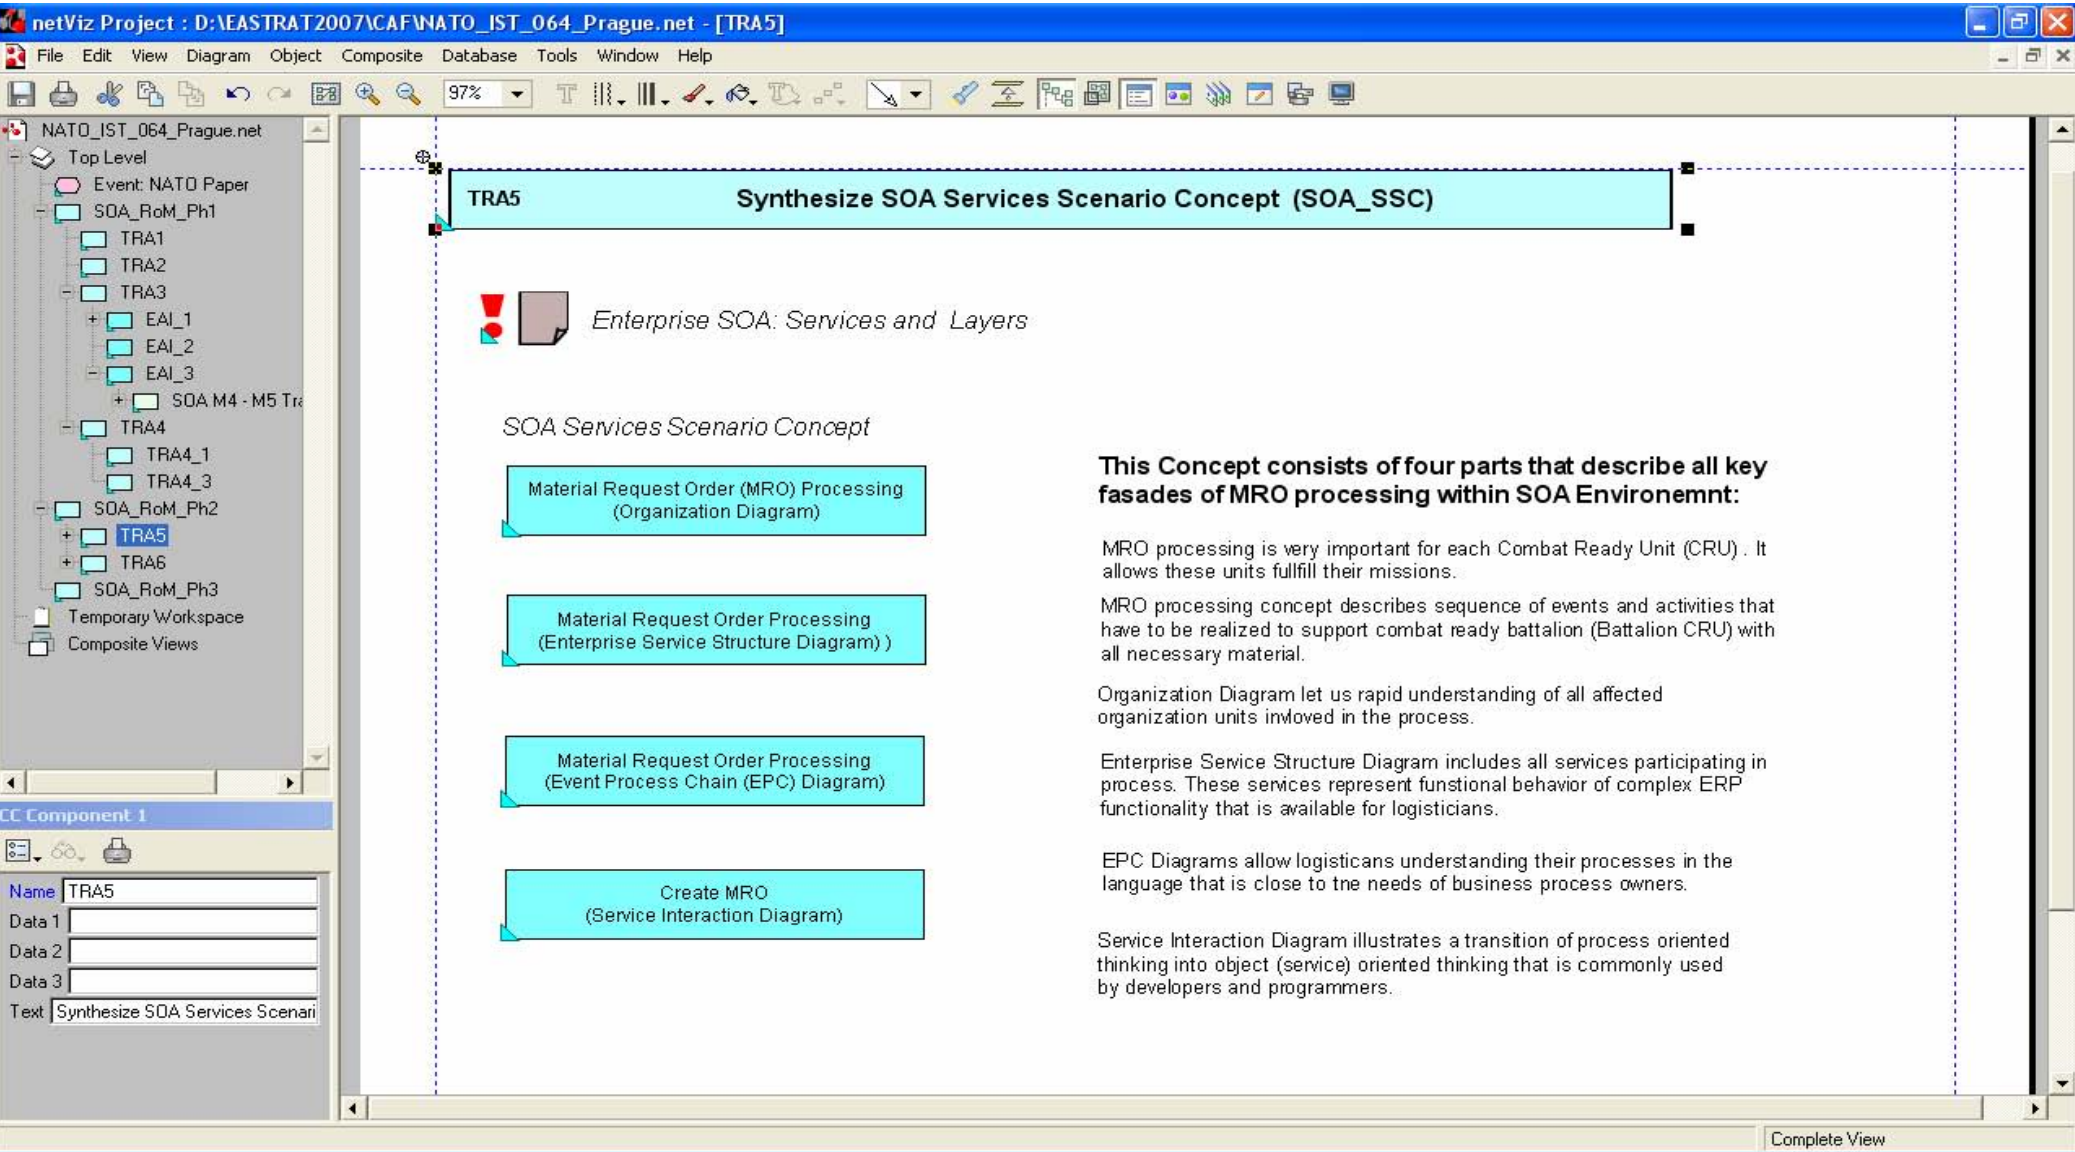 netViz Project : D:\EASTRAT2007\CAF\NATO_IST_064_Prague.net - [TRA5]
File Edit View Diagram Object Composite Database Tools Window Help
97%
NATO_IST_064_Prague.net
Top Level
Event: NATO Paper
SOA_RoM_Ph1
TRA1
TRA2
TRA3
EAI_1
EAI_2
EAI_3
SOA M4 - M5 Tra
TRA4
TRA4_1
TRA4_3
SOA_RoM_Ph2
TRA5
TRA6
SOA_RoM_Ph3
Temporary Workspace
Composite Views
CC Component 1
Name TRA5
Data 1
Data 2
Data 3
Text Synthesize SOA Services Scenari
TRA5 Synthesize SOA Services Scenario Concept (SOA_SSC)
Enterprise SOA: Services and Layers
SOA Services Scenario Concept
Material Request Order (MRO) Processing
(Organization Diagram)
Material Request Order Processing
(Enterprise Service Structure Diagram) )
Material Request Order Processing
(Event Process Chain (EPC) Diagram)
Create MRO
(Service Interaction Diagram)
This Concept consists of four parts that describe all key
fasades of MRO processing within SOA Environemnt:
MRO processing is very important for each Combat Ready Unit (CRU) . It
allows these units fullfill their missions.
MRO processing concept describes sequence of events and activities that
have to be realized to support combat ready battalion (Battalion CRU) with
all necessary material.
Organization Diagram let us rapid understanding of all affected
organization units invloved in the process.
Enterprise Service Structure Diagram includes all services participating in
process. These services represent funstional behavior of complex ERP
functionality that is available for logisticians.
EPC Diagrams allow logisticans understanding their processes in the
language that is close to tne needs of business process owners.
Service Interaction Diagram illustrates a transition of process oriented
thinking into object (service) oriented thinking that is commonly used
by developers and programmers.
Complete View